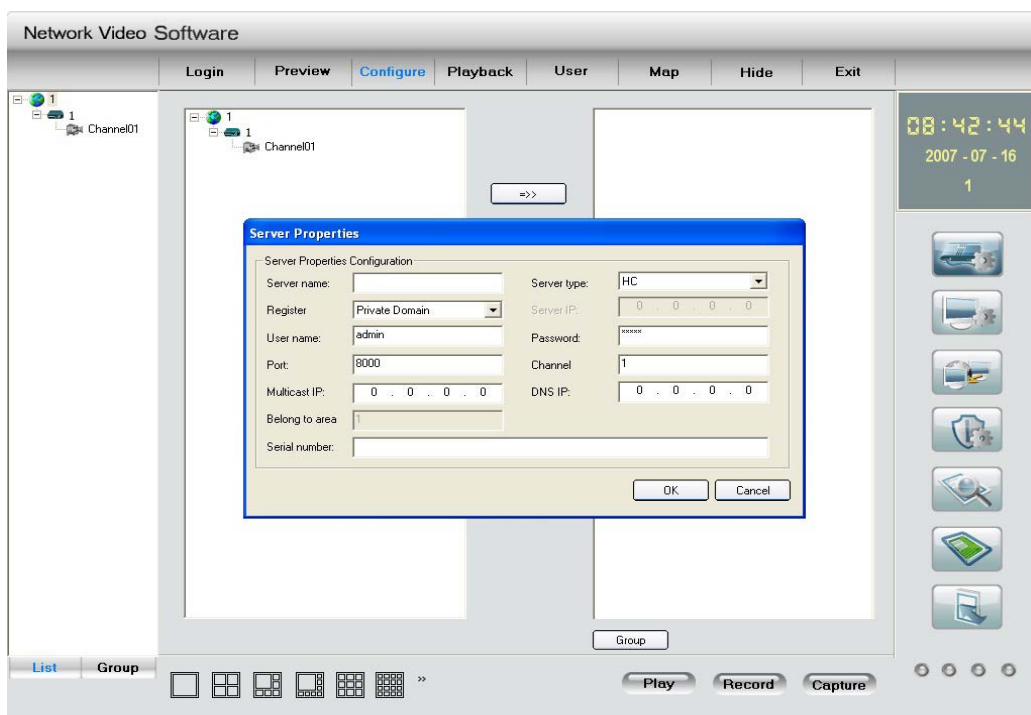 Network Video Software
Login Preview Configure Playback User Map Hide Exit
1
1
Channel01
1
1
Channel01
=>>
08:42:44
2007 - 07 - 16
1
Server Properties
Server Properties Configuration
Server name: Server type: HC
Register Private Domain Server IP: 0 . 0 . 0 . 0
User name: admin Password: xxxxx
Port: 8000 Channel 1
Multicast IP: 0 . 0 . 0 . 0 DNS IP: 0 . 0 . 0 . 0
Belong to area 1
Serial number:
OK Cancel
Group
List Group
»
Play Record Capture